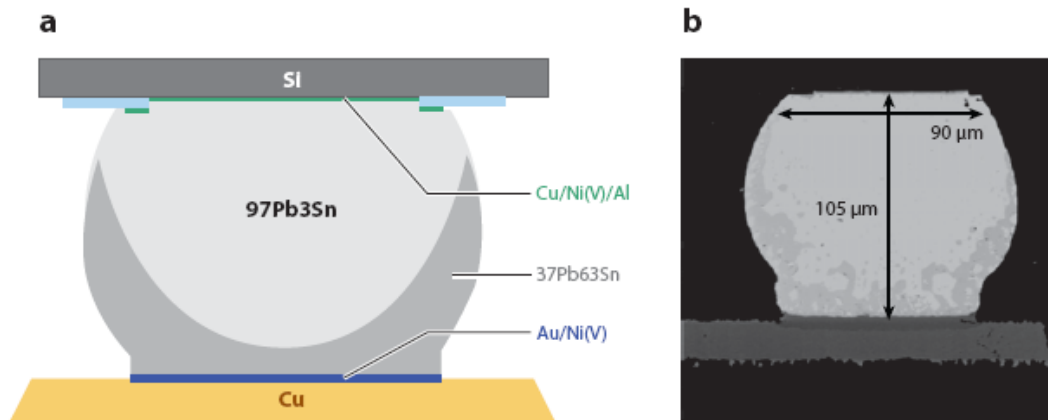 a
Si
97Pb3Sn
Cu/Ni(V)/Al
37Pb63Sn
Au/Ni(V)
Cu
b
90 µm
105 µm